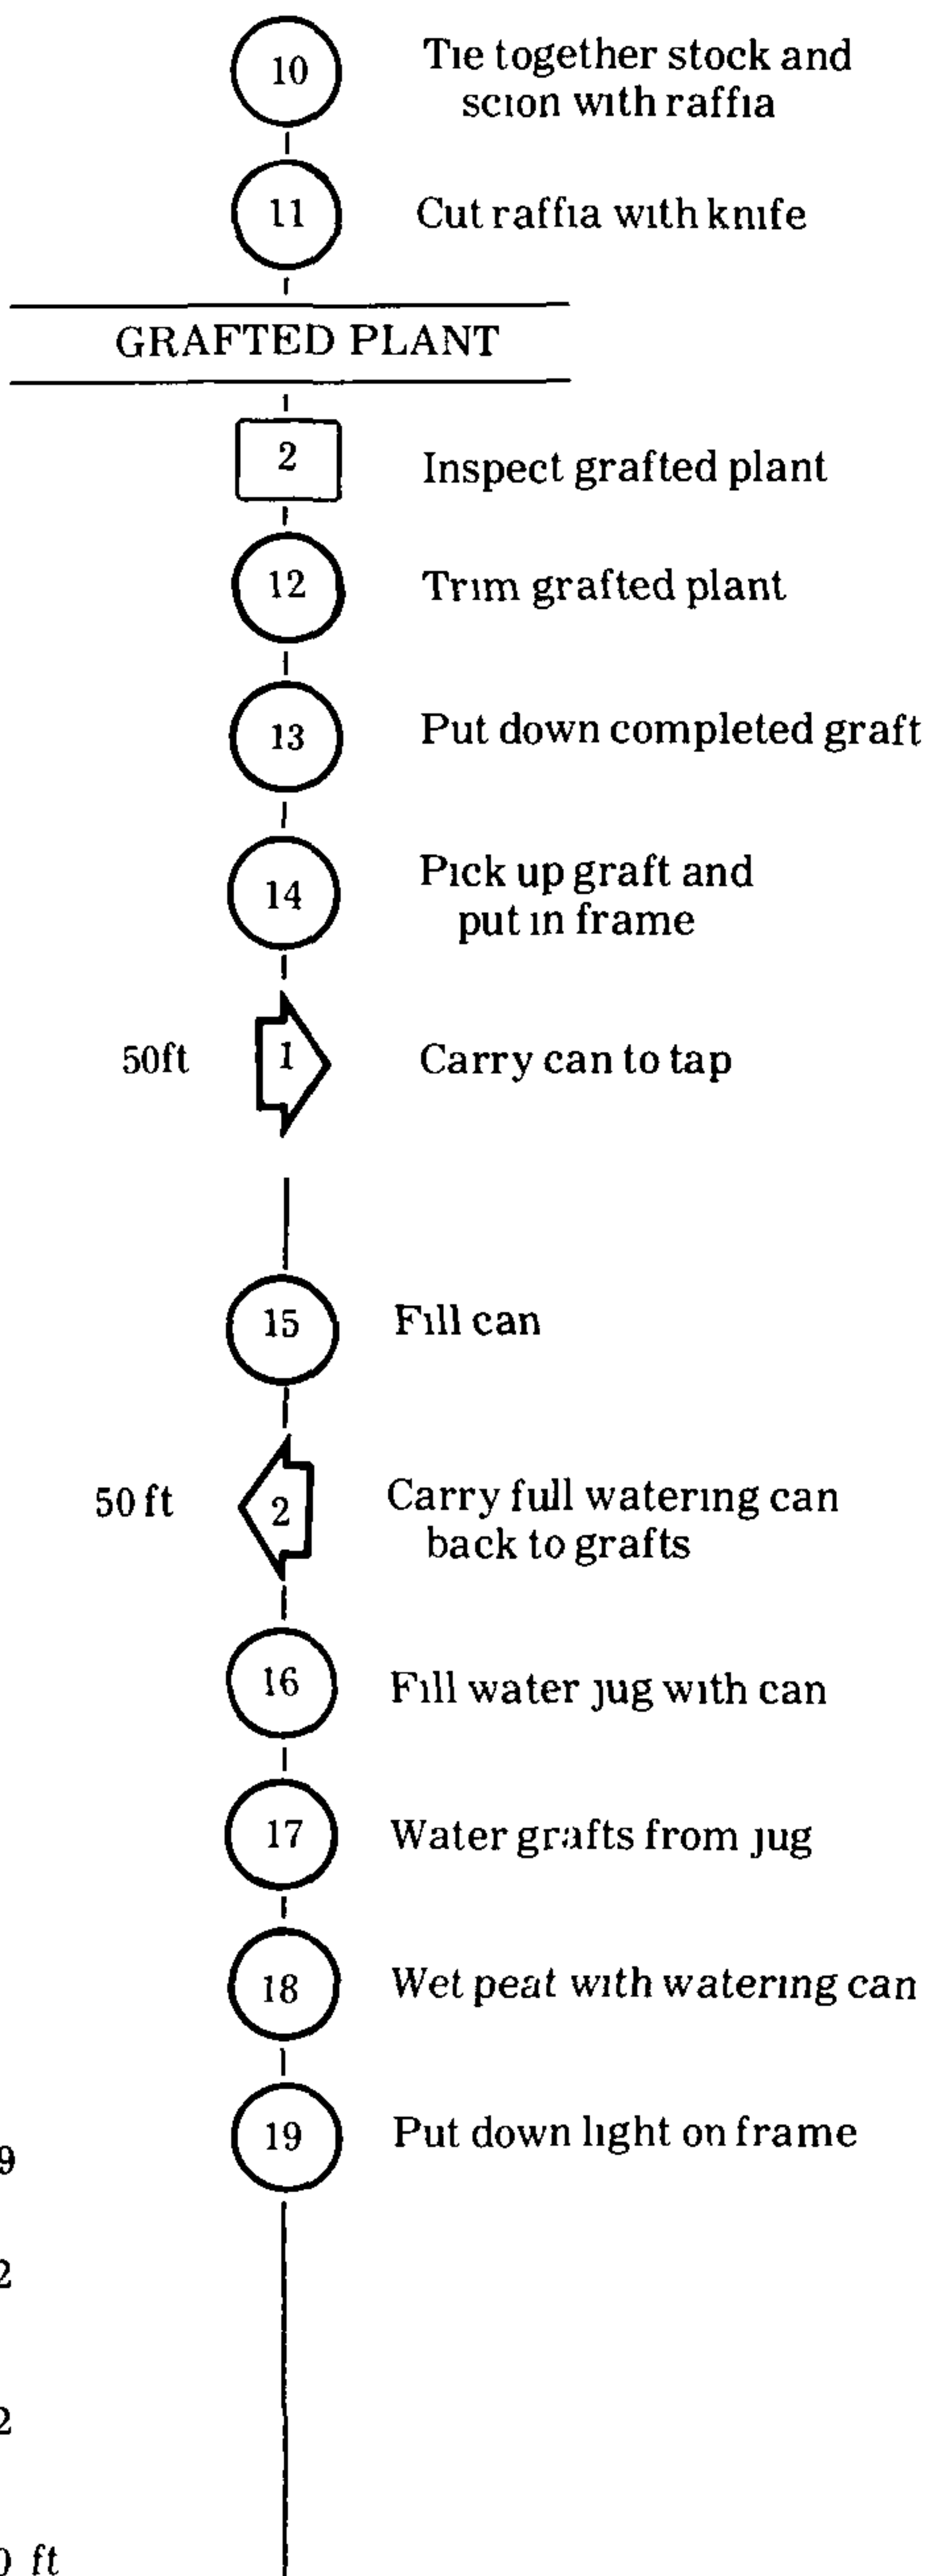 10 Tie together stock and
scion with raffia
11 Cut raffia with knife
GRAFTED PLANT
2 Inspect grafted plant
12 Trim grafted plant
13 Put down completed graft
14 Pick up graft and
put in frame
50ft 1 Carry can to tap
15 Fill can
50 ft 2 Carry full watering can
back to grafts
16 Fill water jug with can
17 Water grafts from jug
18 Wet peat with watering can
19 Put down light on frame
9
2
2
0 ft